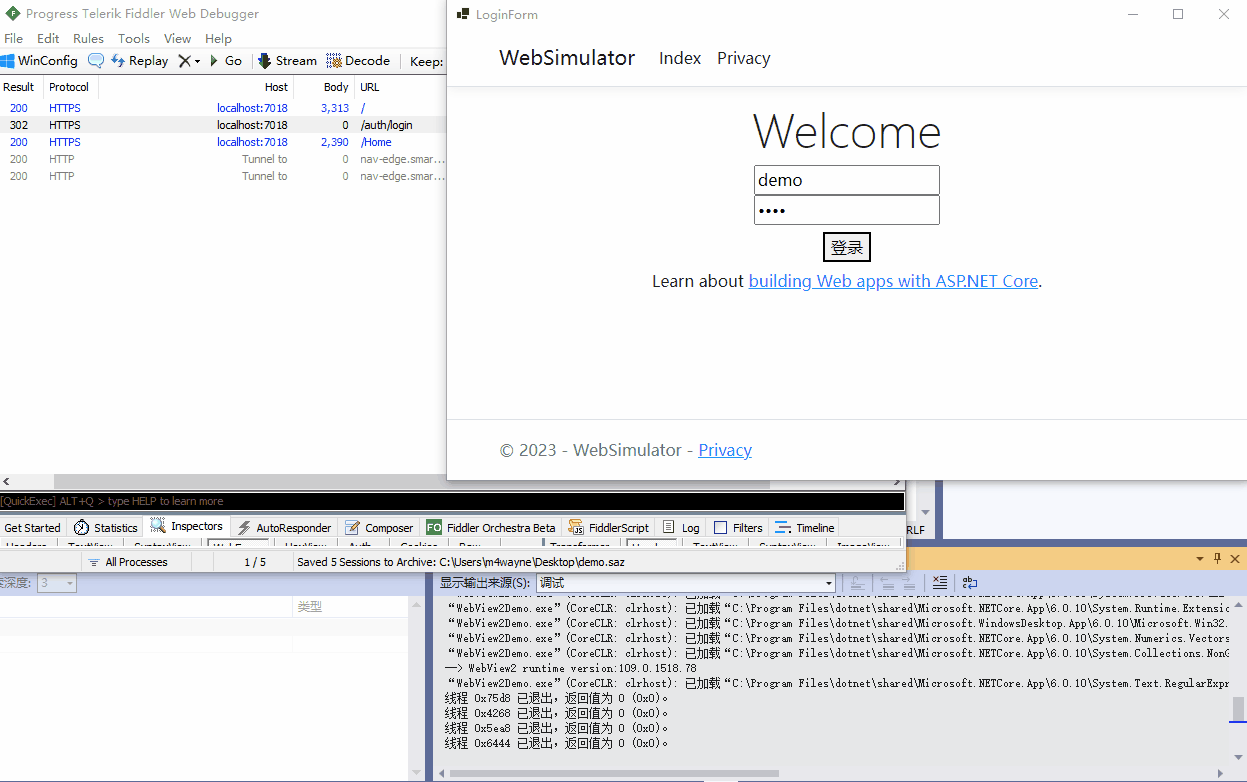 Progress Telerik Fiddler Web Debugger
File Edit Rules Tools View Help
WinConfig Replay Go Stream Decode Keep:
Result Protocol Host Body URL
200 HTTPS localhost:7018 3,313 /
302 HTTPS localhost:7018 0 /auth/login
200 HTTPS localhost:7018 2,390 /Home
200 HTTP Tunnel to 0 nav-edge.smar...
200 HTTP Tunnel to 0 nav-edge.smar...
LoginForm
WebSimulator Index Privacy
Welcome
demo
••••
登录
Learn about building Web apps with ASP.NET Core.
© 2023 - WebSimulator - Privacy
[QuickExec] ALT+Q > type HELP to learn more
Get Started Statistics Inspectors AutoResponder Composer FO Fiddler Orchestra Beta FiddlerScript Log Filters Timeline
All Processes 1 / 5 Saved 5 Sessions to Archive: C:\Users\m4wayne\Desktop\demo.saz
RLF
深度: 3
类型
显示输出来源(S): 调试
“WebView2Demo.exe”(CoreCLR: clrhost): 已加载“C:\Program Files\dotnet\shared\Microsoft.NETCore.App\6.0.10\System.Runtime.Extensio
“WebView2Demo.exe”(CoreCLR: clrhost): 已加载“C:\Program Files\dotnet\shared\Microsoft.WindowsDesktop.App\6.0.10\Microsoft.Win32.
“WebView2Demo.exe”(CoreCLR: clrhost): 已加载“C:\Program Files\dotnet\shared\Microsoft.NETCore.App\6.0.10\System.Numerics.Vectors
“WebView2Demo.exe”(CoreCLR: clrhost): 已加载“C:\Program Files\dotnet\shared\Microsoft.NETCore.App\6.0.10\System.Collections.NonG
——> WebView2 runtime version:109.0.1518.78
“WebView2Demo.exe”(CoreCLR: clrhost): 已加载“C:\Program Files\dotnet\shared\Microsoft.NETCore.App\6.0.10\System.Text.RegularExpr
线程 0x75d8 已退出，返回值为 0 (0x0)。
线程 0x4268 已退出，返回值为 0 (0x0)。
线程 0x5ea8 已退出，返回值为 0 (0x0)。
线程 0x6444 已退出，返回值为 0 (0x0)。